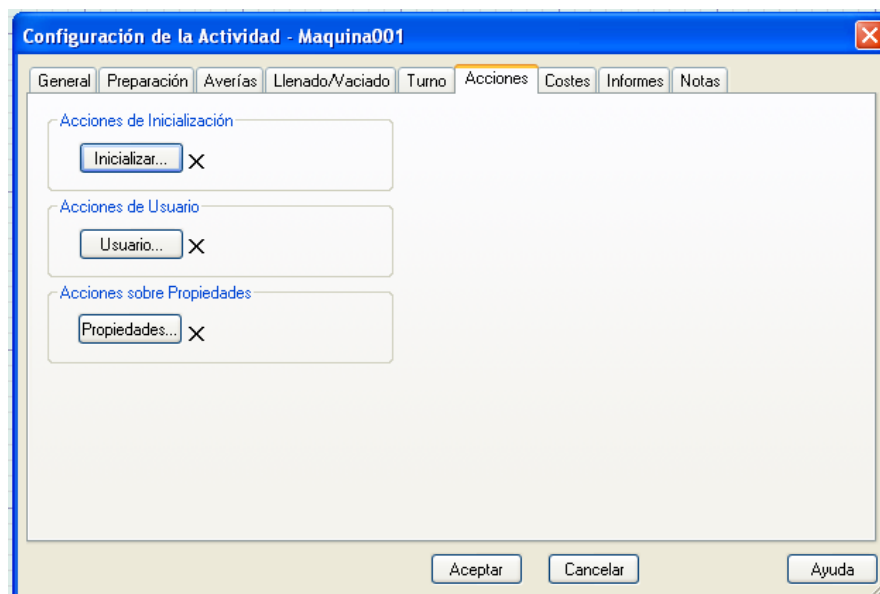 Configuración de la Actividad - Maquina001
General Preparación Averías Llenado/Vaciado Turno Acciones Costes Informes Notas
Acciones de Inicialización
Inicializar...
Acciones de Usuario
Usuario...
Acciones sobre Propiedades
Propiedades...
Aceptar Cancelar Ayuda